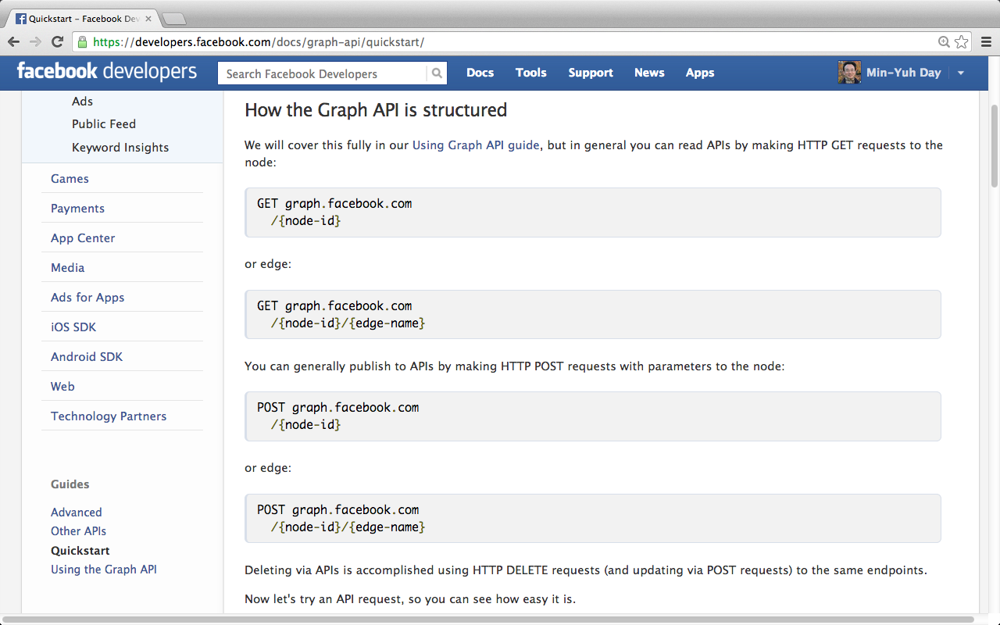 Quickstart – Facebook Dev
https://developers.facebook.com/docs/graph-api/quickstart/
facebook developers
Search Facebook Developers
Docs
Tools
Support
News
Apps
Min-Yuh Day
Ads
Public Feed
Keyword Insights
Games
Payments
App Center
Media
Ads for Apps
iOS SDK
Android SDK
Web
Technology Partners
Guides
Advanced
Other APIs
Quickstart
Using the Graph API
How the Graph API is structured
We will cover this fully in our Using Graph API guide, but in general you can read APIs by making HTTP GET requests to the
node:
GET graph.facebook.com
/{node-id}
or edge:
GET graph.facebook.com
/{node-id}/{edge-name}
You can generally publish to APIs by making HTTP POST requests with parameters to the node:
POST graph.facebook.com
/{node-id}
or edge:
POST graph.facebook.com
/{node-id}/{edge-name}
Deleting via APIs is accomplished using HTTP DELETE requests (and updating via POST requests) to the same endpoints.
Now let's try an API request, so you can see how easy it is.